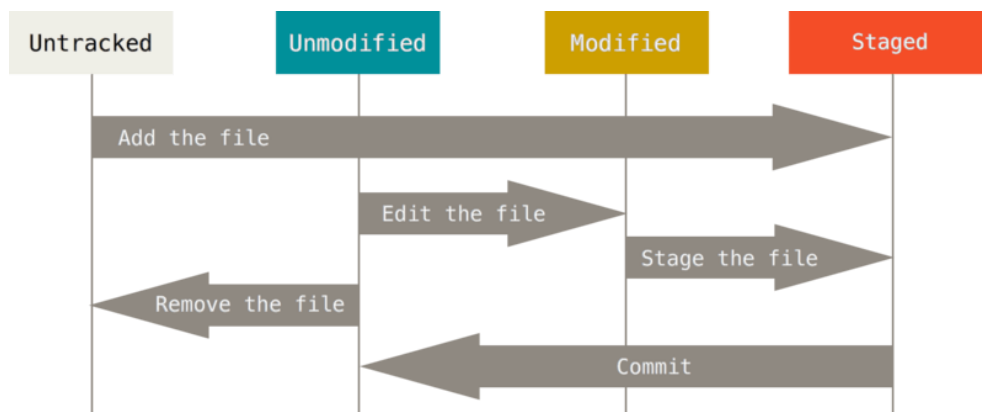 Untracked
Unmodified
Modified
Staged
Add the file
Edit the file
Stage the file
Remove the file
Commit